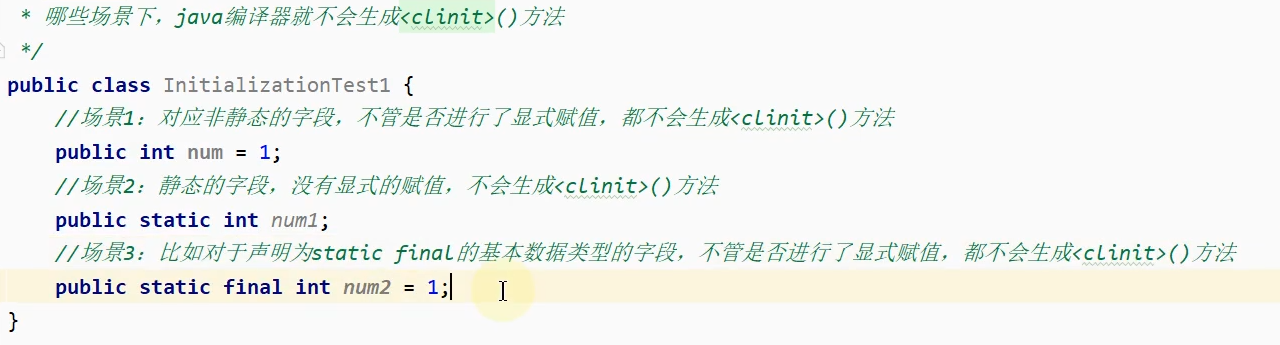 * 哪些场景下，java编译器就不会生成<clinit>()方法
*/
public class InitializationTest1 {
//场景1：对应非静态的字段，不管是否进行了显式赋值，都不会生成<clinit>()方法
public int num = 1;
//场景2：静态的字段，没有显式的赋值，不会生成<clinit>()方法
public static int num1;
//场景3：比如对于声明为static final的基本数据类型的字段，不管是否进行了显式赋值，都不会生成<clinit>()方法
public static final int num2 = 1;
}